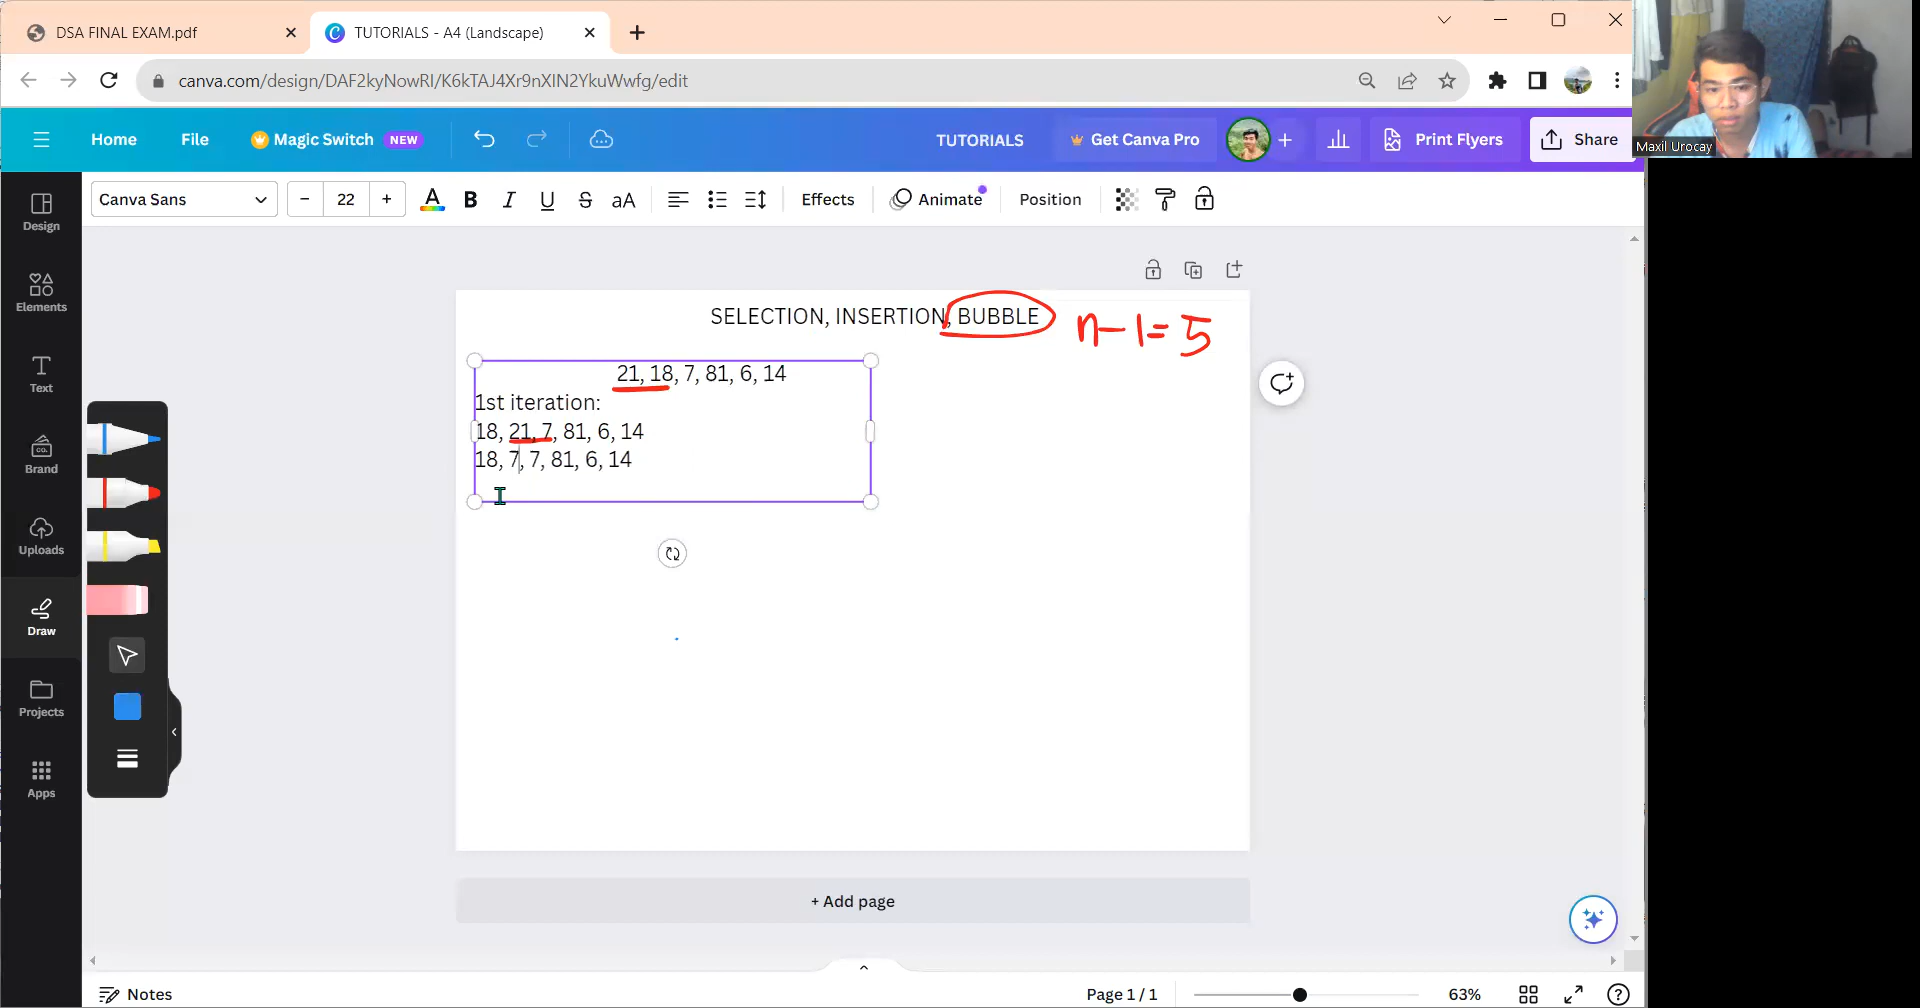 DSA FINAL EXAM.pdf
TUTORIALS - A4 (Landscape)
canva.com/design/DAF2kyNowRI/K6kTAJ4Xr9nXIN2YkuWwfg/edit
Maxil Urocay
Home File Magic Switch NEW TUTORIALS Get Canva Pro Print Flyers Share
Canva Sans 22 A B I U S aA Effects Animate Position
Design
Elements
Text
Brand
Uploads
Draw
Projects
Apps
SELECTION, INSERTION, BUBBLE n-1=5
21, 18, 7, 81, 6, 14
1st iteration:
18, 21, 7, 81, 6, 14
18, 7, 7, 81, 6, 14
+ Add page
Notes Page 1 / 1 63%